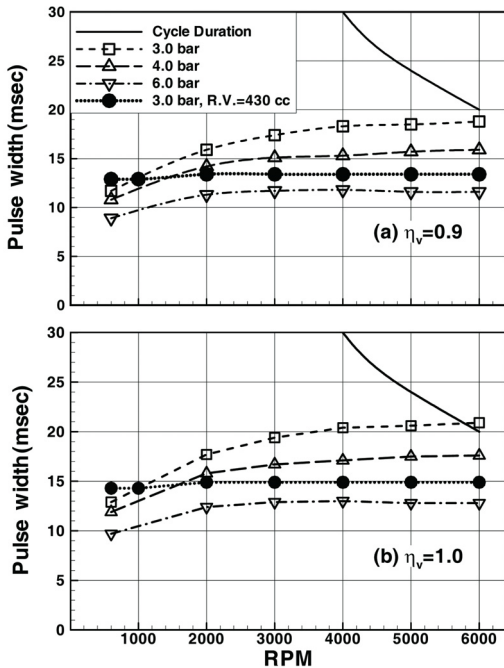 30
Cycle Duration
3.0 bar
4.0 bar
6.0 bar
3.0 bar, R.V.=430 cc
25
20
15
10
5
0
Pulse width(msec)
(a) ηv=0.9
30
25
20
15
10
5
0
Pulse width(msec)
(b) ηv=1.0
1000 2000 3000 4000 5000 6000
RPM